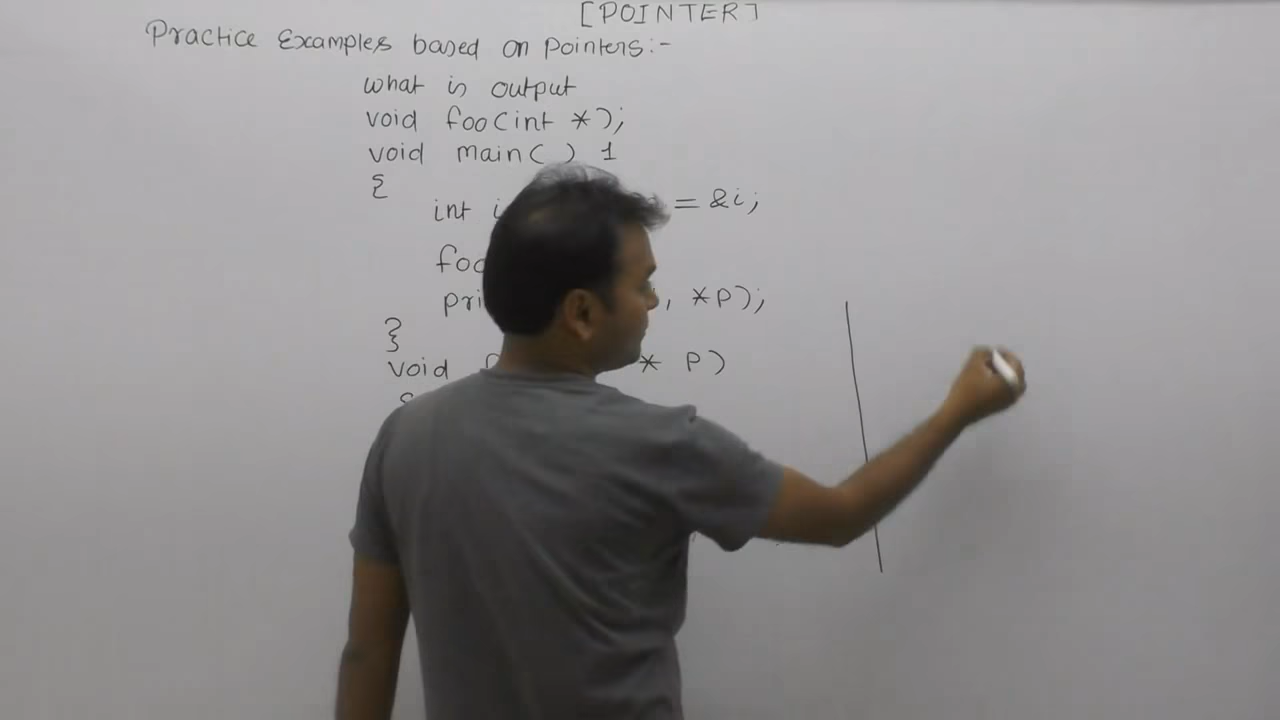 [POINTER]
Practice Examples based on Pointers:-
what is output
void foo(int *);
void main( ) 1
{
int i = &i;
foo
pri , *p);
}
void * P)